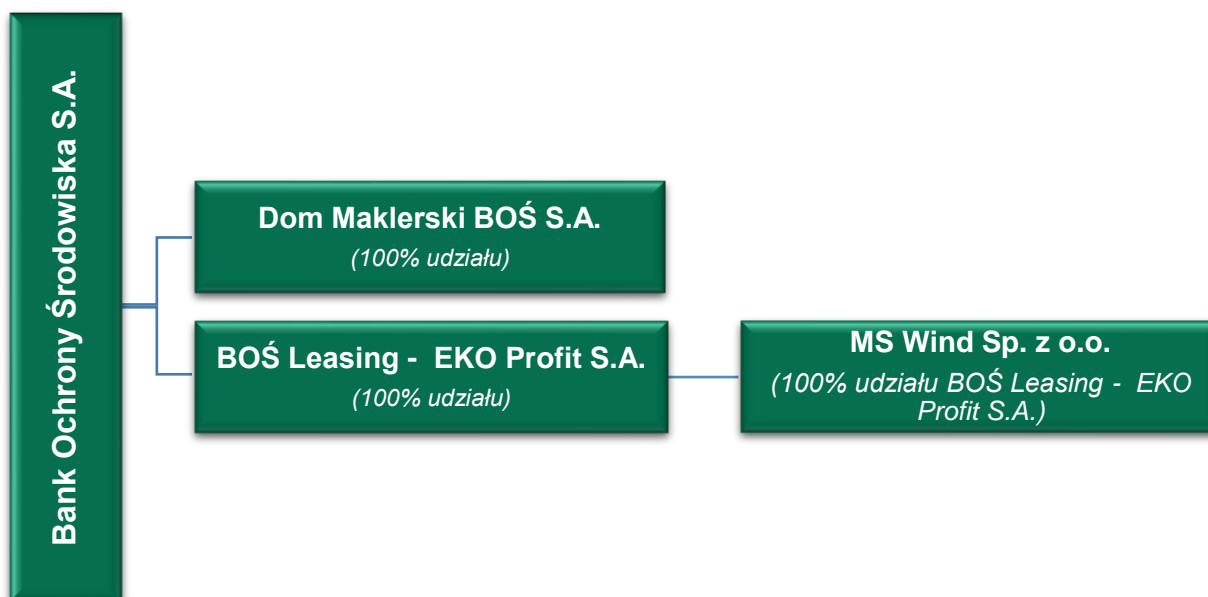 Bank Ochrony Środowiska S.A.
Dom Maklerski BOŚ S.A.
(100% udziału)
BOŚ Leasing - EKO Profit S.A.
(100% udziału)
MS Wind Sp. z o.o.
(100% udziału BOŚ Leasing - EKO
Profit S.A.)